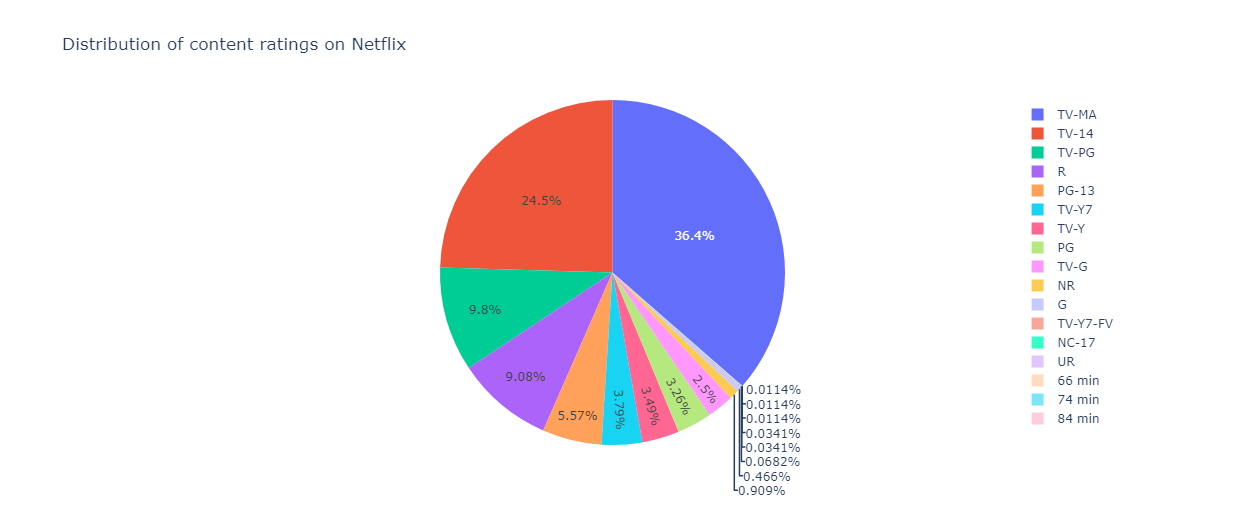 Distribution of content ratings on Netflix
36.4%
24.5%
9.8%
9.08%
5.57%
3.79%
3.49%
3.26%
2.5%
0.0114%
0.0114%
0.0114%
0.0341%
0.0341%
0.0682%
0.466%
0.909%
TV-MA
TV-14
TV-PG
R
PG-13
TV-Y7
TV-Y
PG
TV-G
NR
G
TV-Y7-FV
NC-17
UR
66 min
74 min
84 min